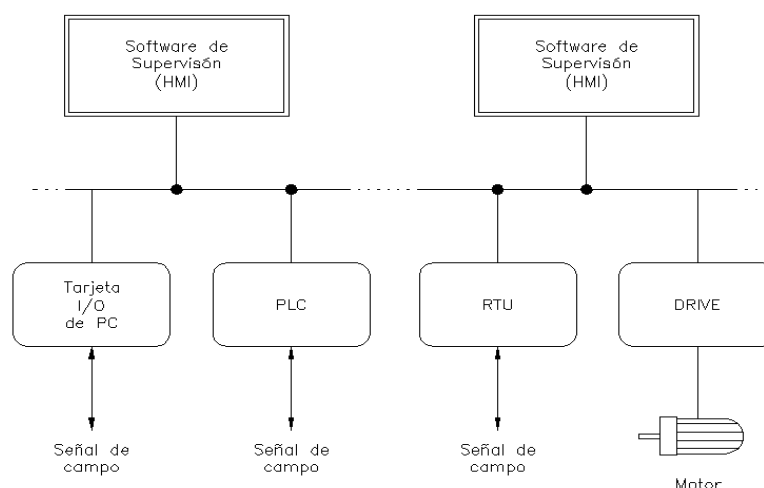 Software de
Supervisón
(HMI)
Software de
Supervisón
(HMI)
Tarjeta
I/O
de PC
PLC
RTU
DRIVE
Señal de
campo
Señal de
campo
Señal de
campo
Motor